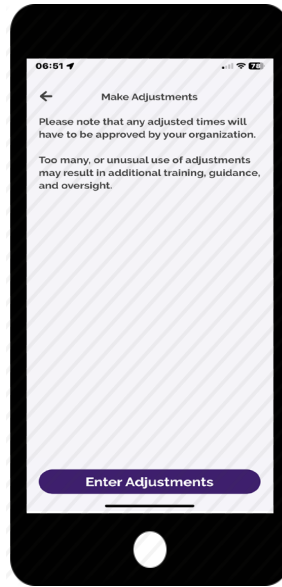 06:51
78
Make Adjustments
Please note that any adjusted times will
have to be approved by your organization.
Too many, or unusual use of adjustments
may result in additional training, guidance,
and oversight.
Enter Adjustments